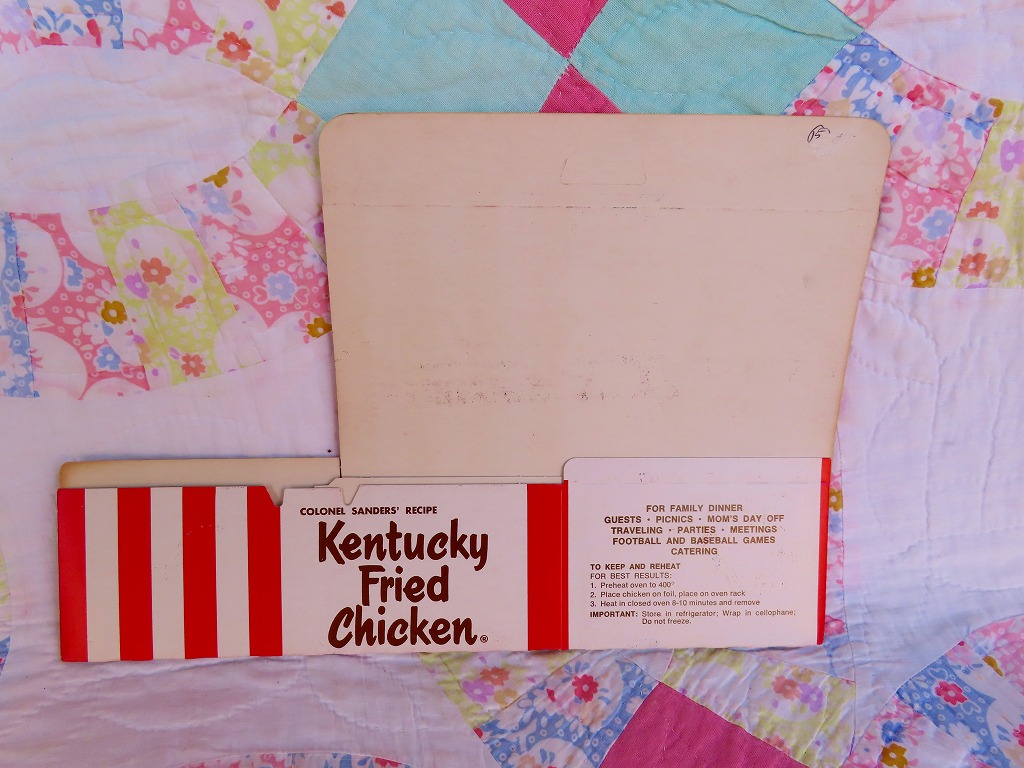 COLONEL SANDERS' RECIPE
Kentucky
Fried
Chicken®
FOR FAMILY DINNER
GUESTS • PICNICS • MOM'S DAY OFF
TRAVELING • PARTIES • MEETINGS
FOOTBALL AND BASEBALL GAMES
CATERING
TO KEEP AND REHEAT
FOR BEST RESULTS:
1. Preheat oven to 400°
2. Place chicken on foil, place on oven rack
3. Heat in closed oven 8-10 minutes and remove
IMPORTANT: Store in refrigerator; Wrap in cellophane;
Do not freeze.